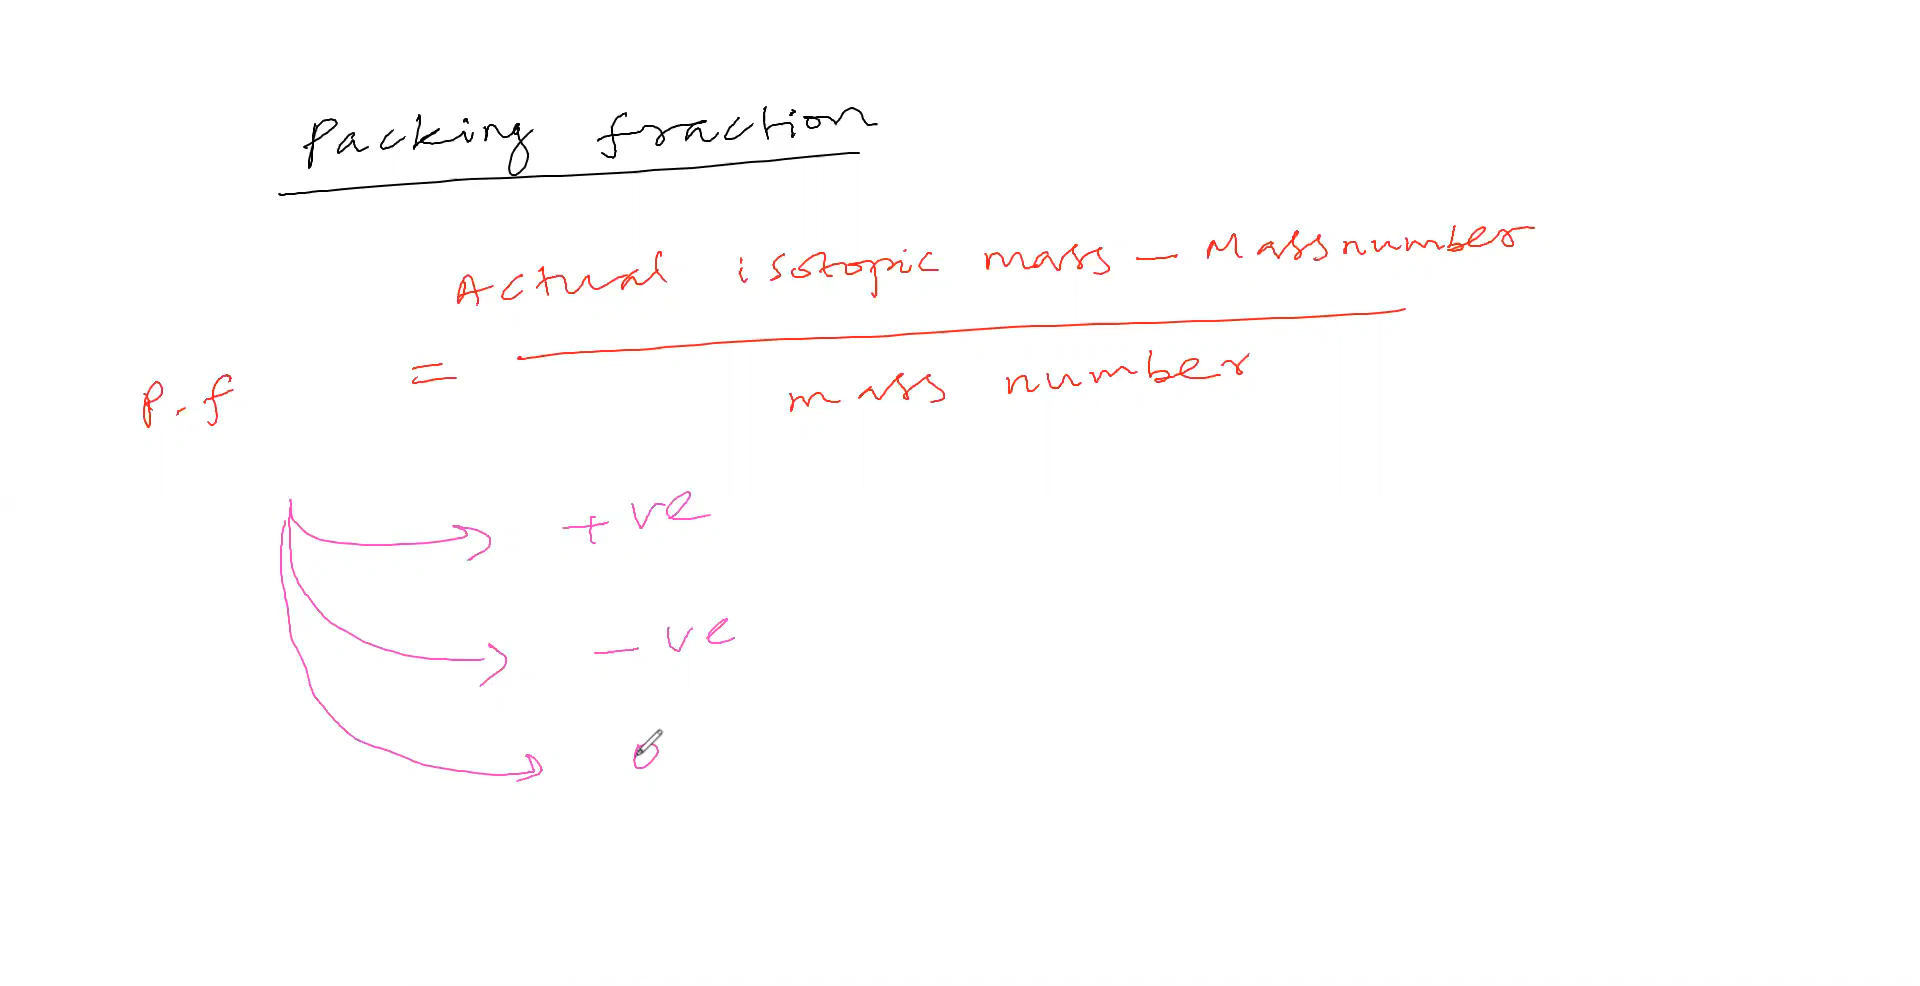 Packing fraction
Actual isotopic mass - Mass number
P.f =
mass number
+ve
-ve
0